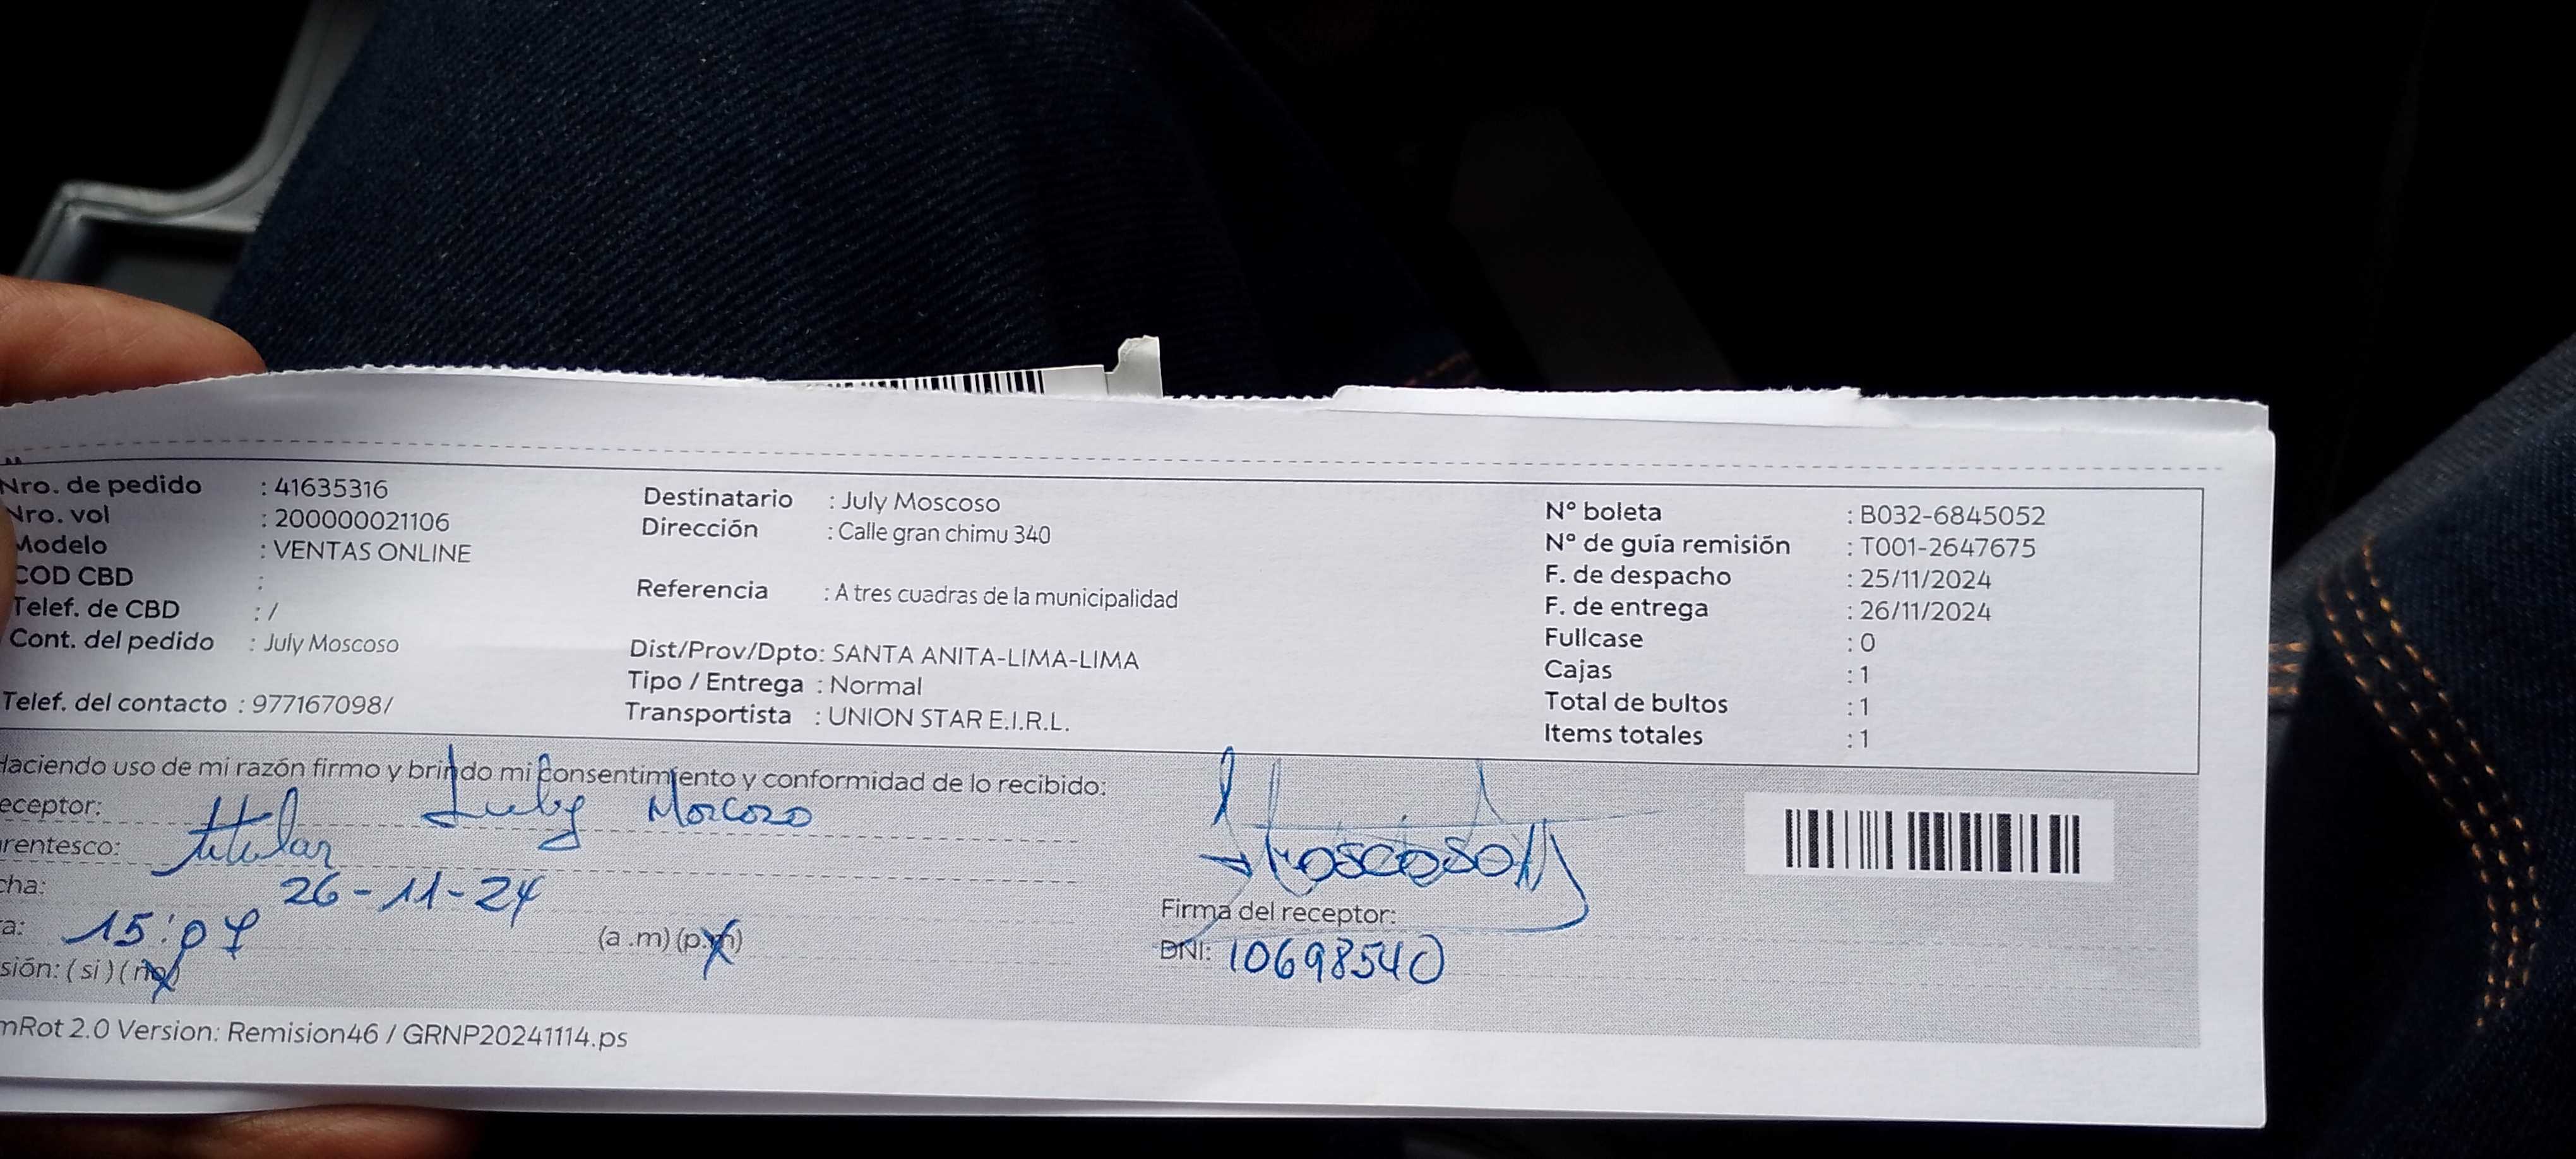 Nro. de pedido : 41635316
Nro. vol : 200000021106
Modelo : VENTAS ONLINE
COD CBD :
Telef. de CBD : /
Cont. del pedido : July Moscoso
Telef. del contacto : 977167098/
Destinatario : July Moscoso
Dirección : Calle gran chimu 340
Referencia : A tres cuadras de la municipalidad
Dist/Prov/Dpto: SANTA ANITA-LIMA-LIMA
Tipo / Entrega : Normal
Transportista : UNION STAR E.I.R.L.
N° boleta : B032-6845052
N° de guía remisión : T001-2647675
F. de despacho : 25/11/2024
F. de entrega : 26/11/2024
Fullcase : 0
Cajas : 1
Total de bultos : 1
Items totales : 1
Haciendo uso de mi razón firmo y brindo mi consentimiento y conformidad de lo recibido:
eceptor: Moscoso
rentesco: titular
cha: 26-11-24
a: 15:07 (a.m) (p.m)
sión: (si) (no)
Moscoso
Firma del receptor:
DNI: 10698540
mRot 2.0 Version: Remision46 / GRNP20241114.ps